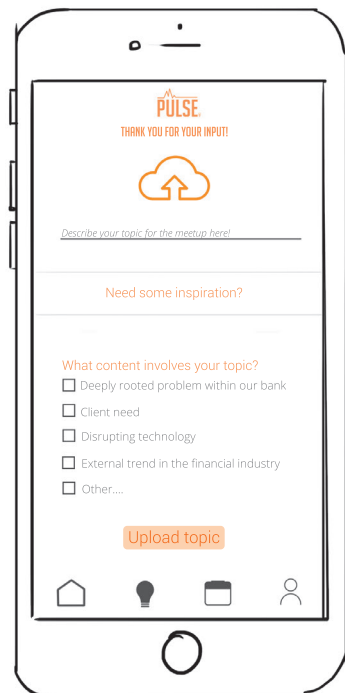 PULSE
THANK YOU FOR YOUR INPUT!
Describe your topic for the meetup here!
Need some inspiration?
What content involves your topic?
Deeply rooted problem within our bank
Client need
Disrupting technology
External trend in the financial industry
Other....
Upload topic